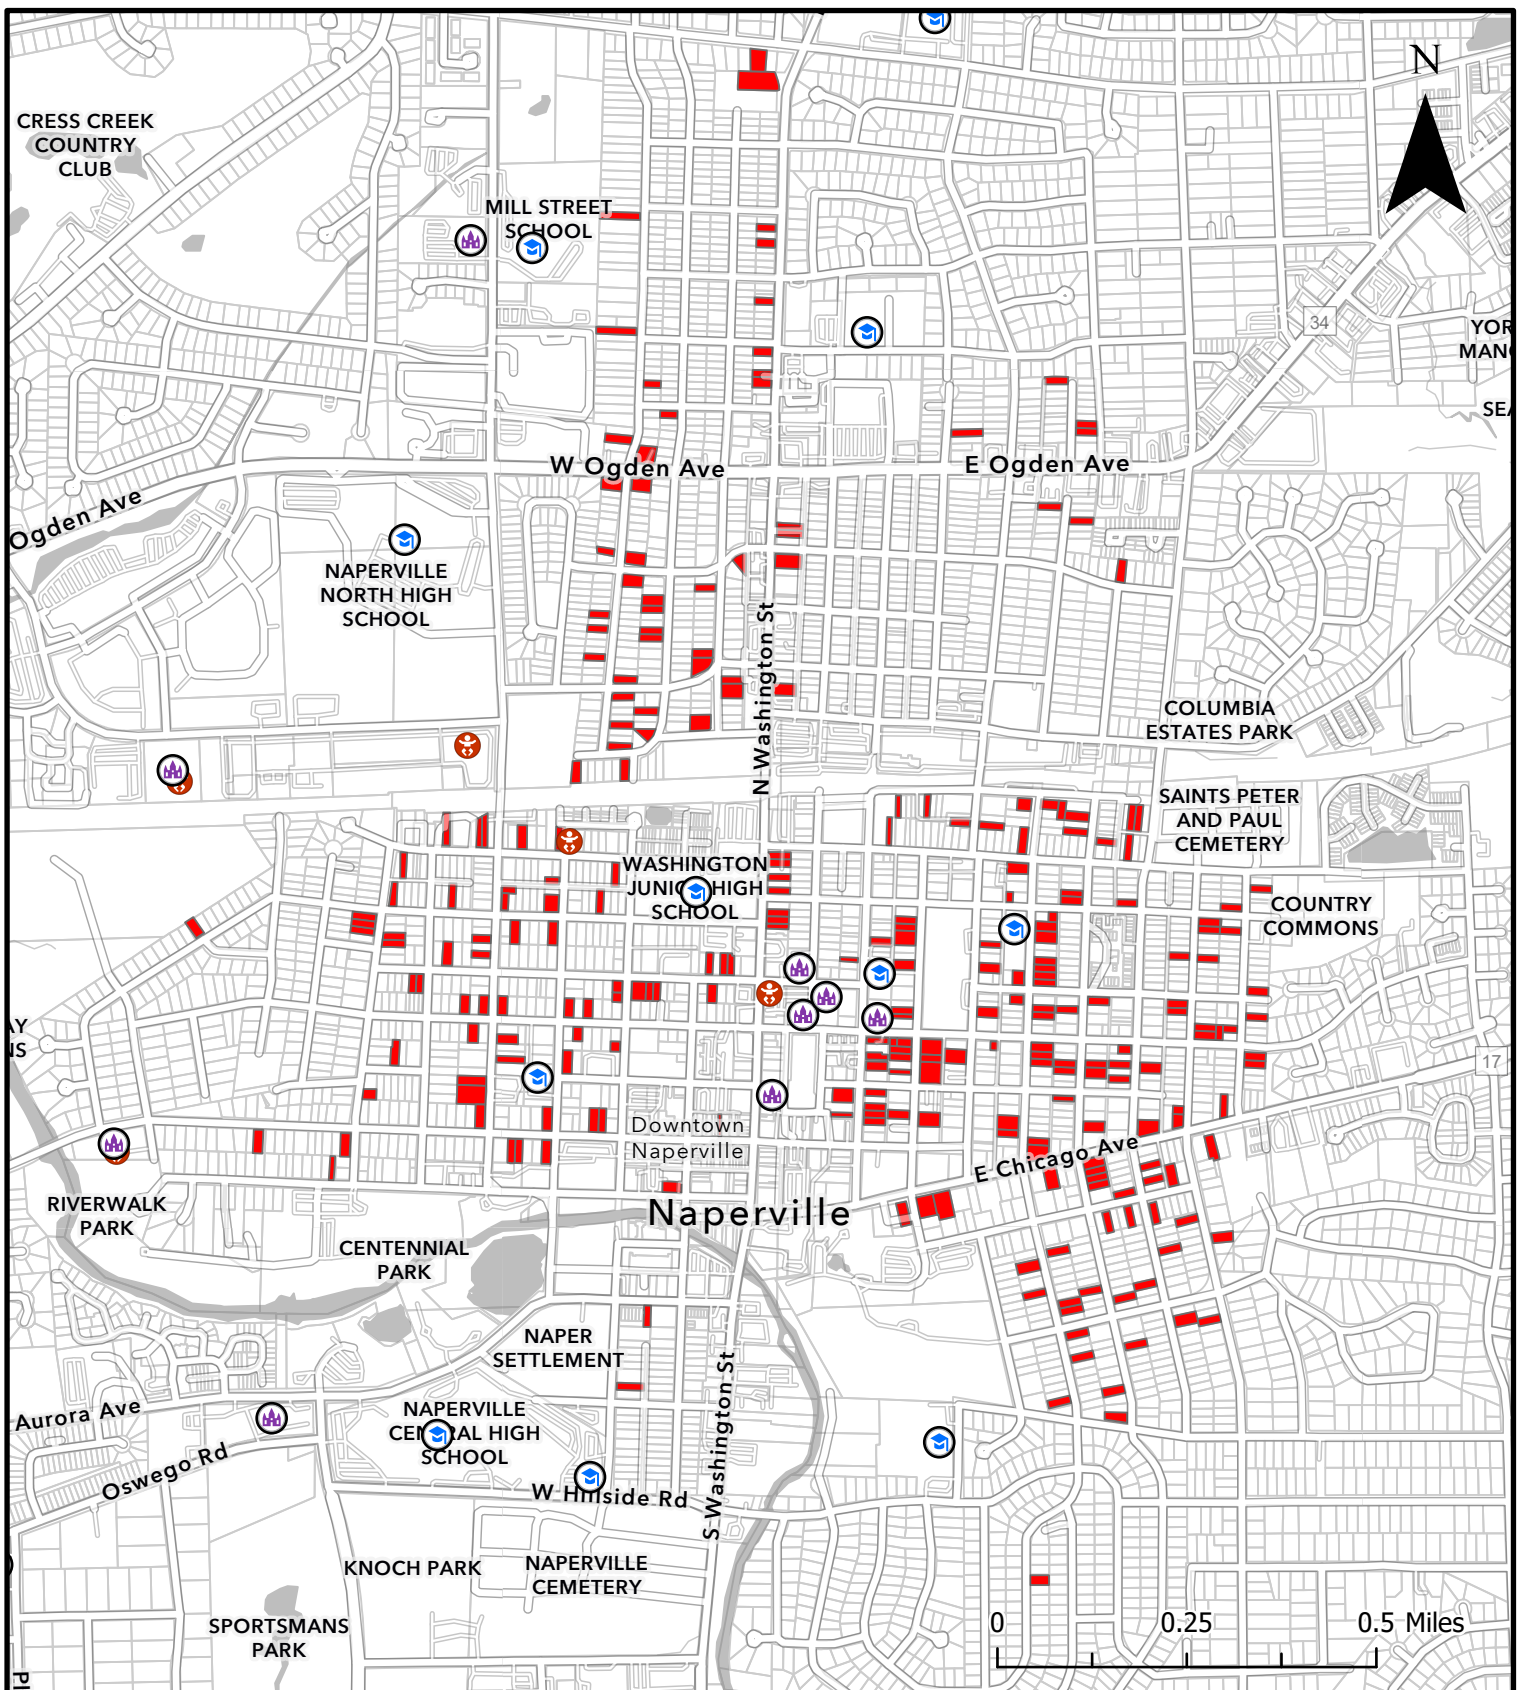 N
CRESS CREEK
COUNTRY
CLUB
MILL STREET
SCHOOL
34
W Ogden Ave
E Ogden Ave
Ogden Ave
NAPERVILLE
NORTH HIGH
SCHOOL
N Washington St
COLUMBIA
ESTATES PARK
SAINTS PETER
AND PAUL
CEMETERY
WASHINGTON
JUNIOR HIGH
SCHOOL
COUNTRY
COMMONS
17
Downtown
Naperville
E Chicago Ave
RIVERWALK
PARK
Naperville
CENTENNIAL
PARK
NAPER
SETTLEMENT
S Washington St
Aurora Ave
NAPERVILLE
CENTRAL HIGH
SCHOOL
Oswego Rd
W Hillside Rd
KNOCH PARK
NAPERVILLE
CEMETERY
SPORTSMANS
PARK
0 0.25 0.5 Miles